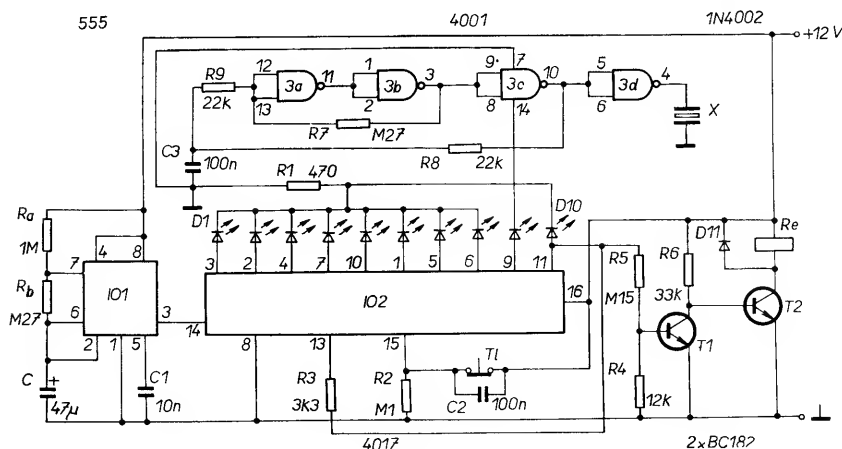 555 4001 1N4002
+12 V
R9 12 11 1 3 9 7 10 5 4
3a 3b 3c 3d
22k 13 2 8 14 6 X
R7 M27
C3 100n R8 22k
R1 470
Ra D1 D10 D11 Re
1M 4 8
7 3 2 4 7 10 1 5 6 9 11 R5 R6
Rb IO1 IO2 16 33k T2
M27 6 3 14 M15 T1
2 1 5 8 13 15 T1
C + C1 R3 R2 R4
47µ 10n 3K3 M1 C2 100n 12k
4017 2xBC182